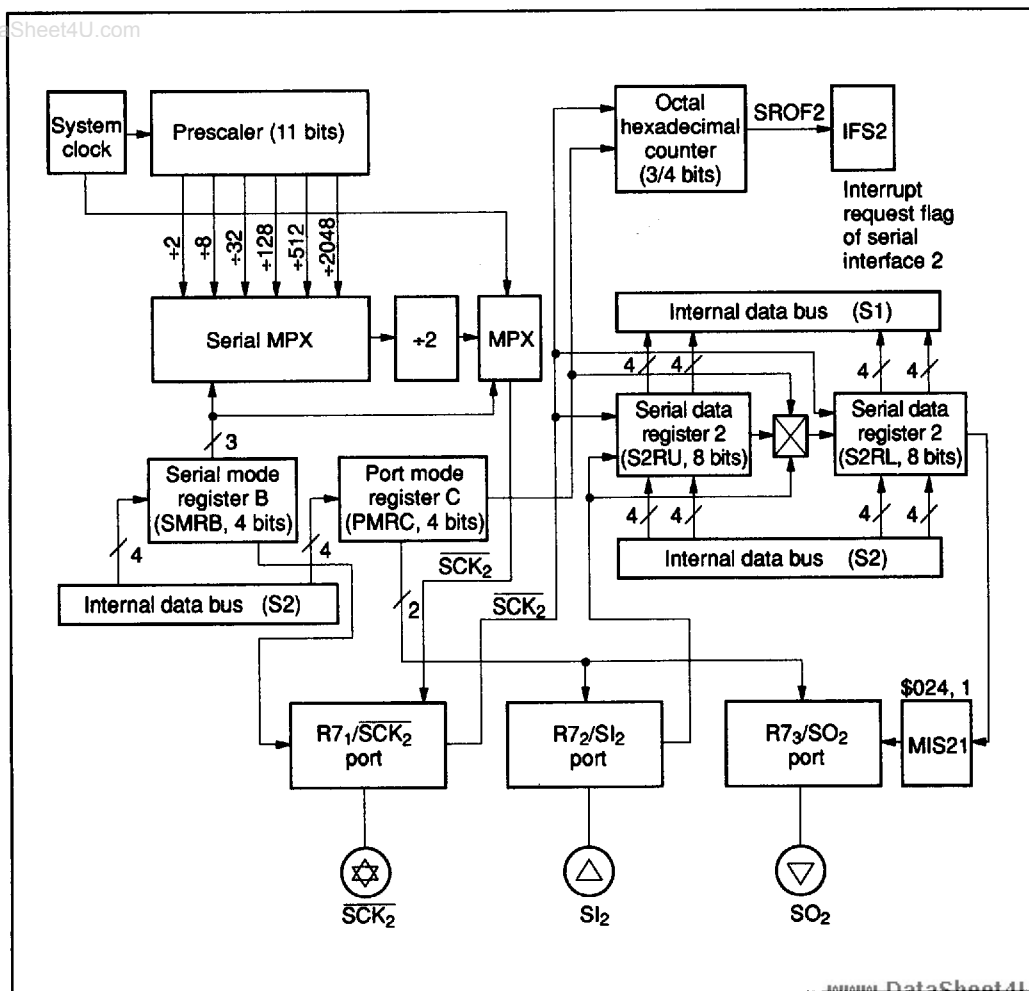 aSheet4U.com
System
clock
Prescaler (11 bits)
Octal
hexadecimal
counter
(3/4 bits)
SROF2
IFS2
Interrupt
request flag
of serial
interface 2
÷2
÷8
÷32
÷128
÷512
÷2048
Serial MPX
÷2
MPX
Internal data bus (S1)
4
4
4
4
3
Serial mode
register B
(SMRB, 4 bits)
Port mode
register C
(PMRC, 4 bits)
Serial data
register 2
(S2RU, 8 bits)
Serial data
register 2
(S2RL, 8 bits)
4
4
4
4
4
4
Internal data bus (S2)
Internal data bus (S2)
SCK2
2
SCK2
$024, 1
R71/SCK2
port
R72/SI2
port
R73/SO2
port
MIS21
SCK2
SI2
SO2
DataSheet4U